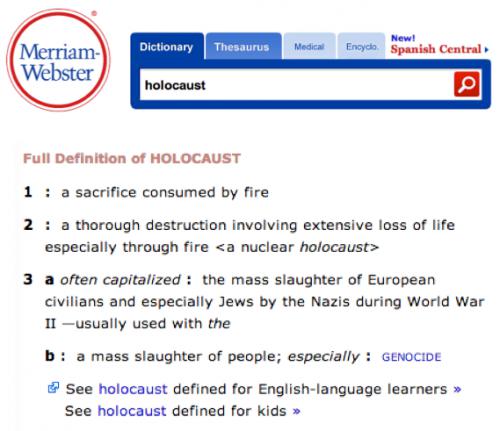 Merriam-
Webster
®
Dictionary Thesaurus Medical Encyclo. New!
Spanish Central
holocaust
Full Definition of HOLOCAUST
1 : a sacrifice consumed by fire
2 : a thorough destruction involving extensive loss of life
especially through fire <a nuclear holocaust>
3 a often capitalized : the mass slaughter of European
civilians and especially Jews by the Nazis during World War
II —usually used with the
b : a mass slaughter of people; especially : GENOCIDE
See holocaust defined for English-language learners »
See holocaust defined for kids »